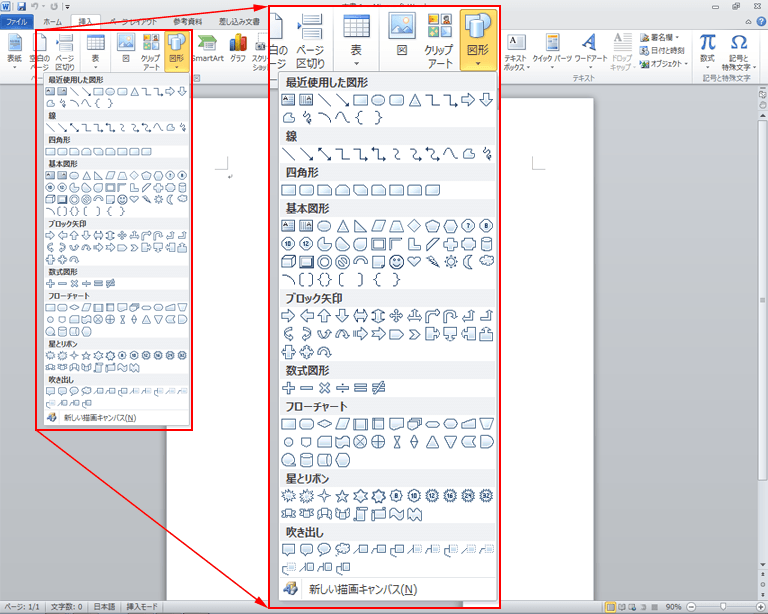 ファイル ホーム 挿入 ページ レイアウト 参考資料 差し込み文書
表紙 空白の ページ 表 図 クリップ 図形 SmartArt グラフ スクリ
ページ 区切り アート
最近使用した図形
線
四角形
基本図形
ブロック矢印
数式図形
フローチャート
星とリボン
吹き出し
新しい描画キャンバス(N)
白の ページ 表 図 クリップ 図形
ジ 区切り アート
最近使用した図形
線
四角形
基本図形
ブロック矢印
数式図形
フローチャート
星とリボン
吹き出し
新しい描画キャンバス(N)
テキスト クイック パーツ ワードアート ドロップ 署名欄 数式 記号と
ボックス キャップ 日付と時刻 特殊文字
オブジェクト
テキスト 記号と特殊文字
ページ: 1/1 文字数: 0 日本語 挿入モード 90%